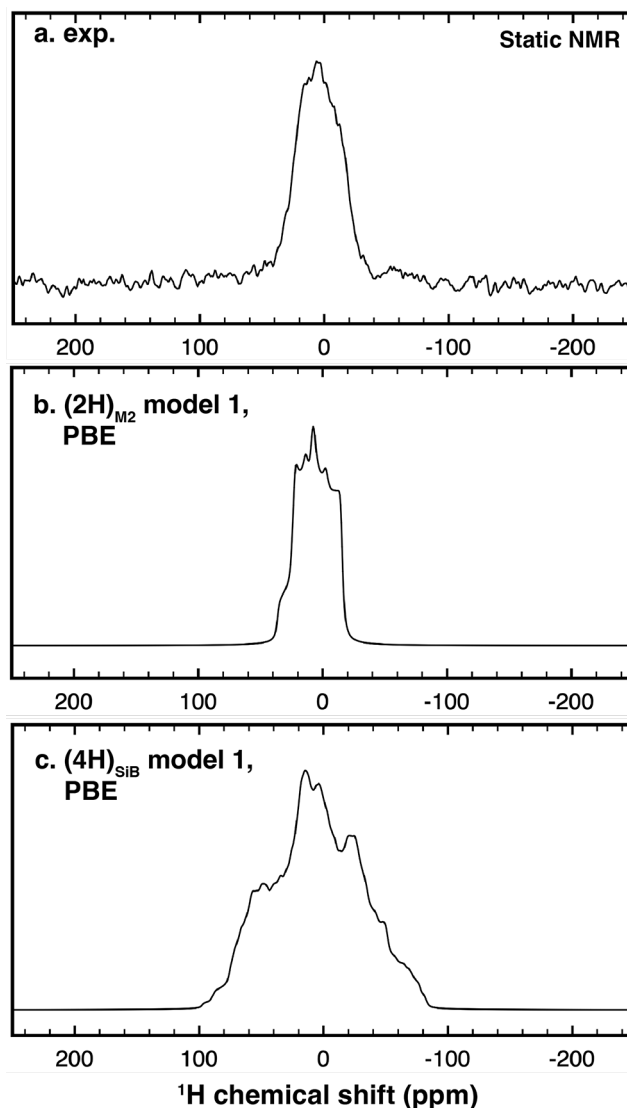 a. exp.
Static NMR
200 100 0 -100 -200
b. (2H)M2 model 1,
PBE
200 100 0 -100 -200
c. (4H)SiB model 1,
PBE
200 100 0 -100 -200
¹H chemical shift (ppm)